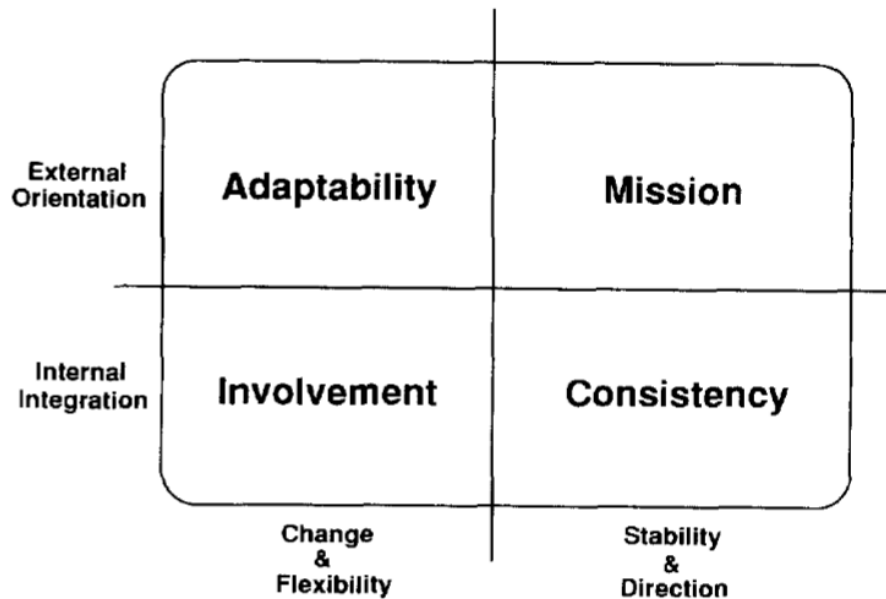 External
Orientation
Adaptability
Mission
Internal
Integration
Involvement
Consistency
Change
&
Flexibility
Stability
&
Direction